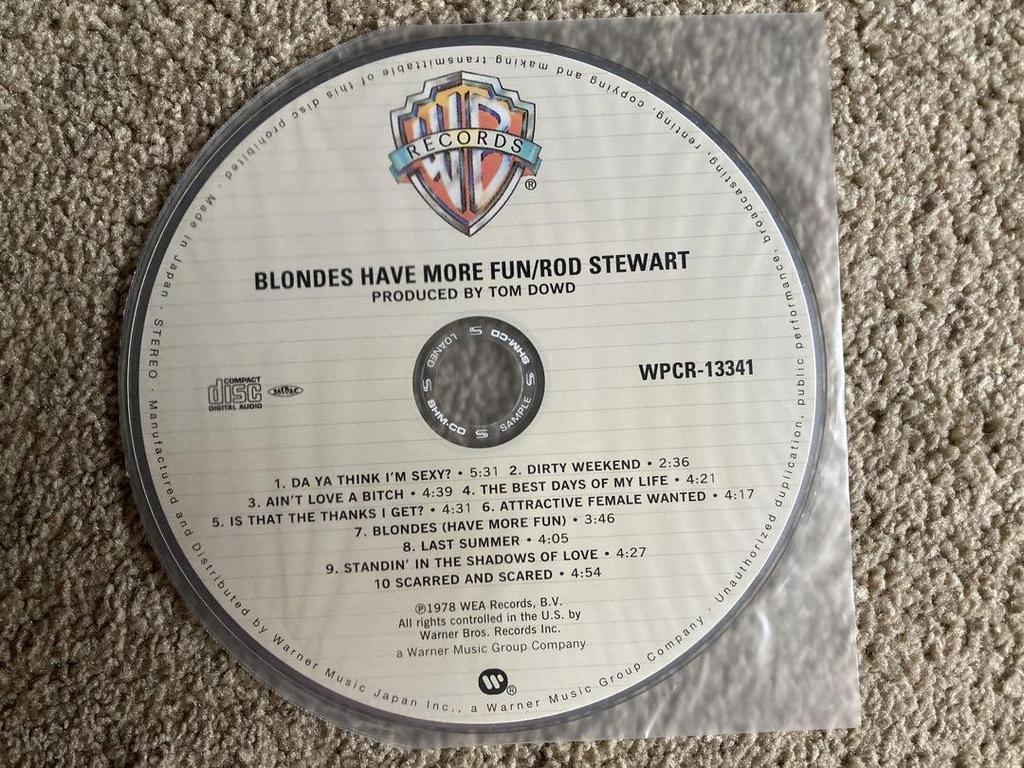 WB
RECORDS
®
BLONDES HAVE MORE FUN/ROD STEWART
PRODUCED BY TOM DOWD
COMPACT
disc
DIGITAL AUDIO
WPCR-13341
SHM-CD
SAMPLE
SHM-CD
LOANED
1. DA YA THINK I'M SEXY? • 5:31 2. DIRTY WEEKEND • 2:36
3. AIN'T LOVE A BITCH • 4:39 4. THE BEST DAYS OF MY LIFE • 4:21
5. IS THAT THE THANKS I GET? • 4:31 6. ATTRACTIVE FEMALE WANTED • 4:17
7. BLONDES (HAVE MORE FUN) • 3:46
8. LAST SUMMER • 4:05
9. STANDIN' IN THE SHADOWS OF LOVE • 4:27
10 SCARRED AND SCARED • 4:54
℗1978 WEA Records, B.V.
All rights controlled in the U.S. by
Warner Bros. Records Inc.
a Warner Music Group Company
®
Made in Japan · STEREO · Manufactured and Distributed by Warner Music Japan Inc., a Warner Music Group Company · Unauthorized duplication, public performance, broadcasting, renting, copying and making transmittable of this disc prohibited ·